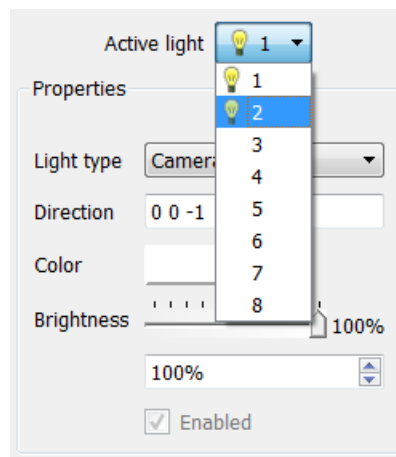 Active light 1
1
Properties
2
3
Light type Camera
4
Direction 0 0 -1 5
6
Color 7
8
Brightness 100%
100%
Enabled